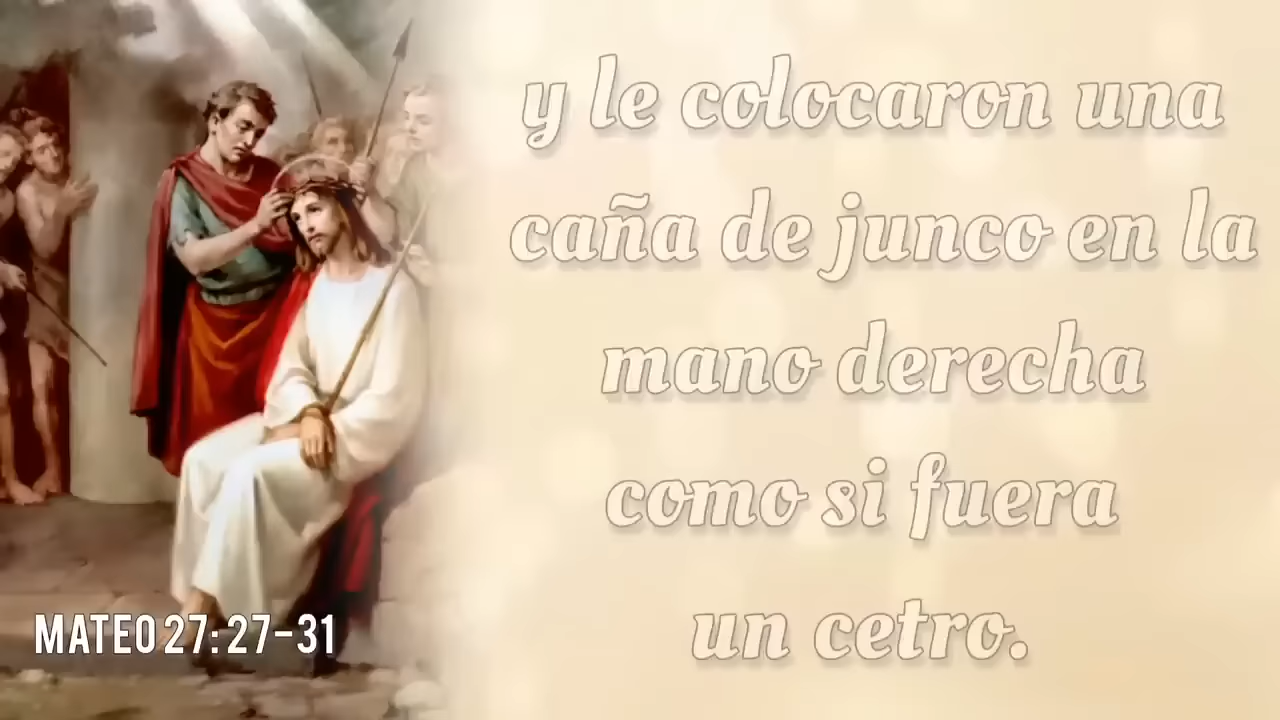 y le colocaron una
caña de junco en la
mano derecha
como si fuera
un cetro.
MATEO 27: 27-31